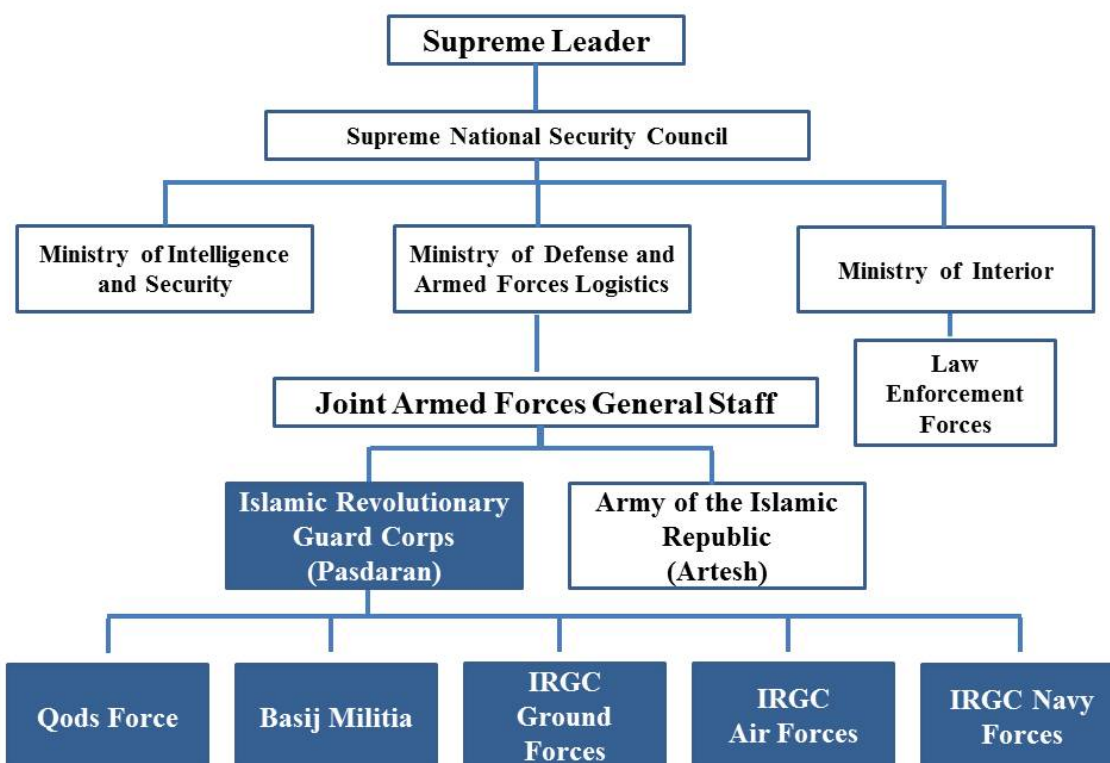 Supreme Leader
Supreme National Security Council
Ministry of Intelligence
and Security
Ministry of Defense and
Armed Forces Logistics
Ministry of Interior
Law
Enforcement
Forces
Joint Armed Forces General Staff
Islamic Revolutionary
Guard Corps
(Pasdaran)
Army of the Islamic
Republic
(Artesh)
Qods Force
Basij Militia
IRGC
Ground
Forces
IRGC
Air Forces
IRGC Navy
Forces